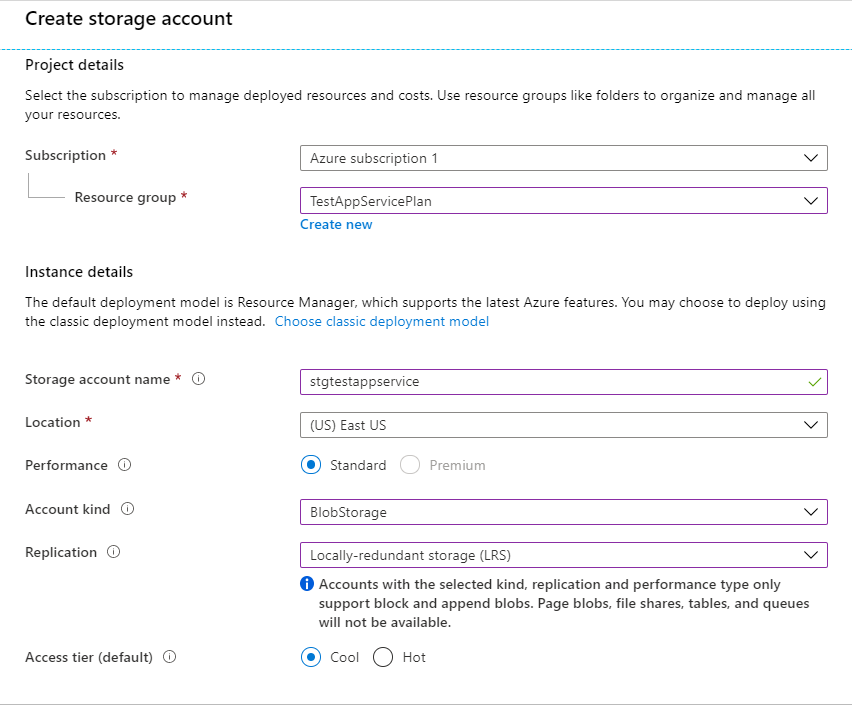 Create storage account
Project details
Select the subscription to manage deployed resources and costs. Use resource groups like folders to organize and manage all
your resources.
Subscription *
Azure subscription 1
Resource group *
TestAppServicePlan
Create new
Instance details
The default deployment model is Resource Manager, which supports the latest Azure features. You may choose to deploy using
the classic deployment model instead. Choose classic deployment model
Storage account name *
stgtestappservice
Location *
(US) East US
Performance
Standard Premium
Account kind
BlobStorage
Replication
Locally-redundant storage (LRS)
Accounts with the selected kind, replication and performance type only
support block and append blobs. Page blobs, file shares, tables, and queues
will not be available.
Access tier (default)
Cool Hot